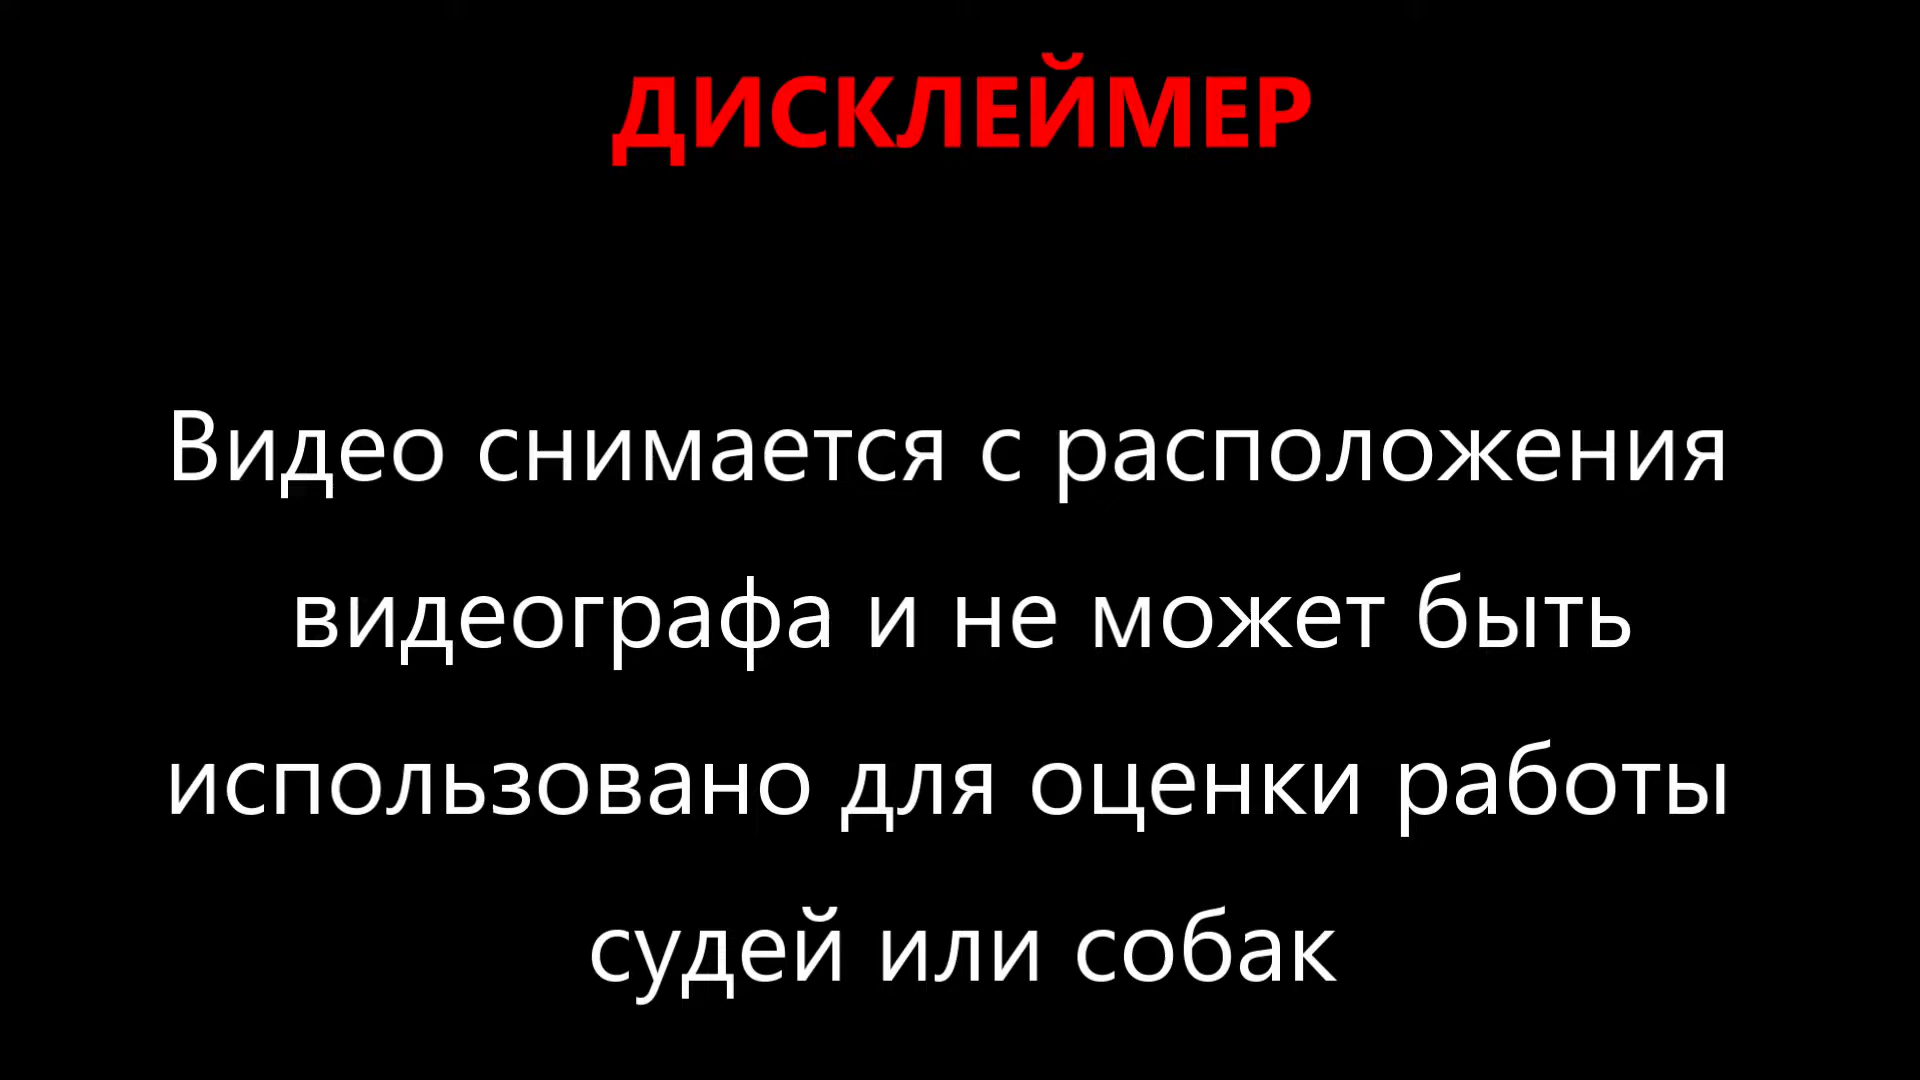 ДИСКЛЕЙМЕР
Видео снимается с расположения
видеографа и не может быть
использовано для оценки работы
судей или собак